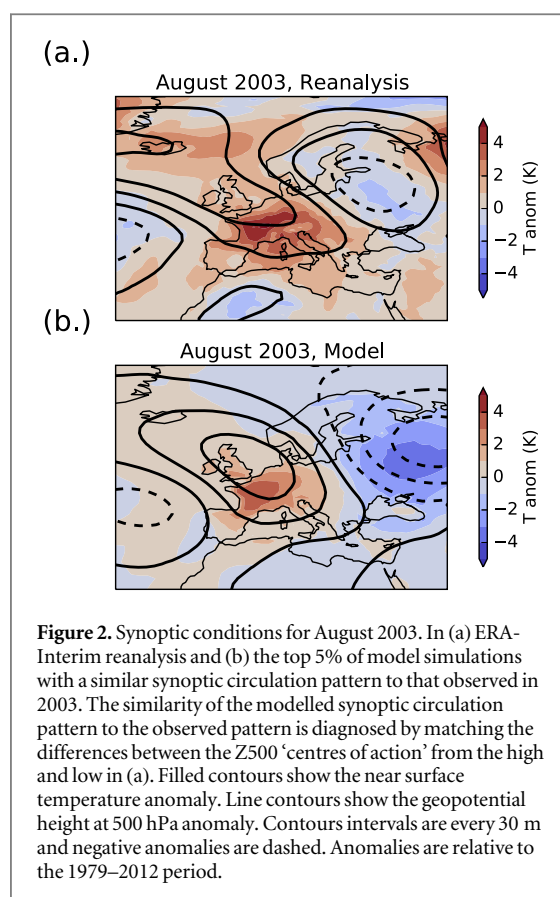 (a.)
August 2003, Reanalysis
4
2
0
−2
−4
T anom (K)
(b.)
August 2003, Model
4
2
0
−2
−4
T anom (K)
Figure 2. Synoptic conditions for August 2003. In (a) ERA-
Interim reanalysis and (b) the top 5% of model simulations
with a similar synoptic circulation pattern to that observed in
2003. The similarity of the modelled synoptic circulation
pattern to the observed pattern is diagnosed by matching the
differences between the Z500 ‘centres of action’ from the high
and low in (a). Filled contours show the near surface
temperature anomaly. Line contours show the geopotential
height at 500 hPa anomaly. Contours intervals are every 30 m
and negative anomalies are dashed. Anomalies are relative to
the 1979–2012 period.